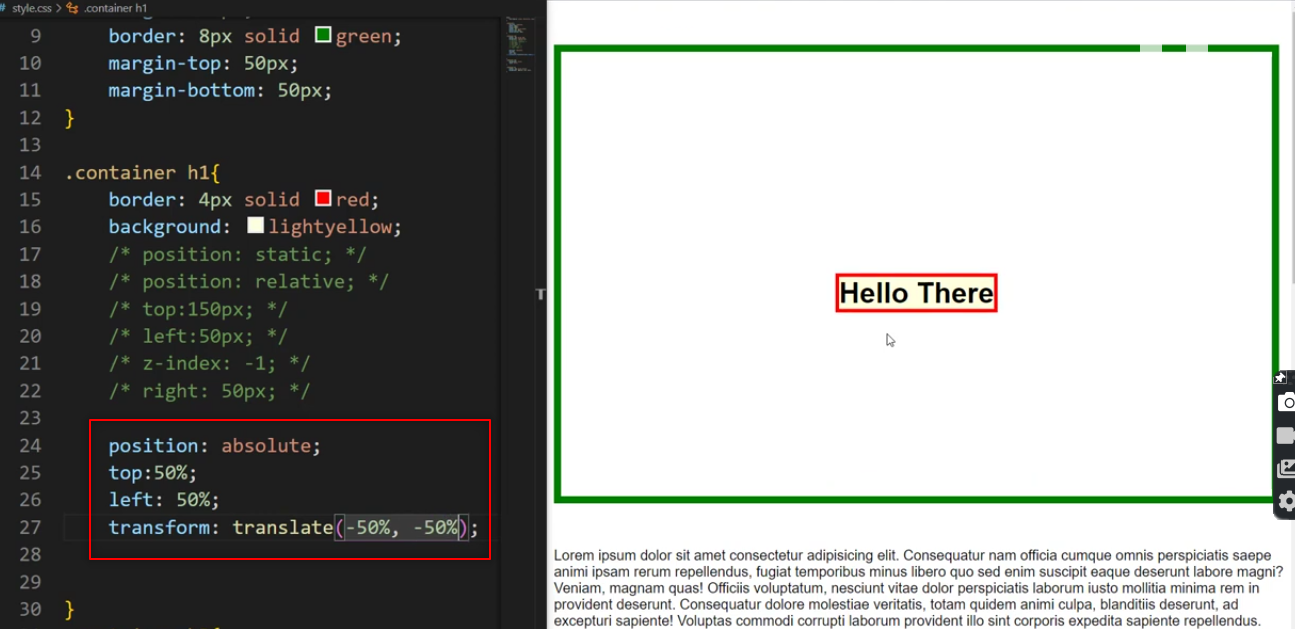 # style.css > .container h1
9 border: 8px solid green;
10 margin-top: 50px;
11 margin-bottom: 50px;
12 }
13
14 .container h1{
15 border: 4px solid red;
16 background: lightyellow;
17 /* position: static; */
18 /* position: relative; */
19 /* top:150px; */
20 /* left:50px; */
21 /* z-index: -1; */
22 /* right: 50px; */
23
24 position: absolute;
25 top:50%;
26 left: 50%;
27 transform: translate(-50%, -50%);
28
29
30 }
T
Hello There
Lorem ipsum dolor sit amet consectetur adipisicing elit. Consequatur nam officia cumque omnis perspiciatis saepe
animi ipsam rerum repellendus, fugiat temporibus minus libero quo sed enim suscipit eaque deserunt labore magni?
Veniam, magnam quas! Officiis voluptatum, nesciunt vitae dolor perspiciatis laborum iusto mollitia minima rem in
provident deserunt. Consequatur dolore molestiae veritatis, totam quidem animi culpa, blanditiis deserunt, ad
excepturi sapiente! Voluptas commodi corrupti laborum provident illo sint corporis expedita sapiente repellendus.